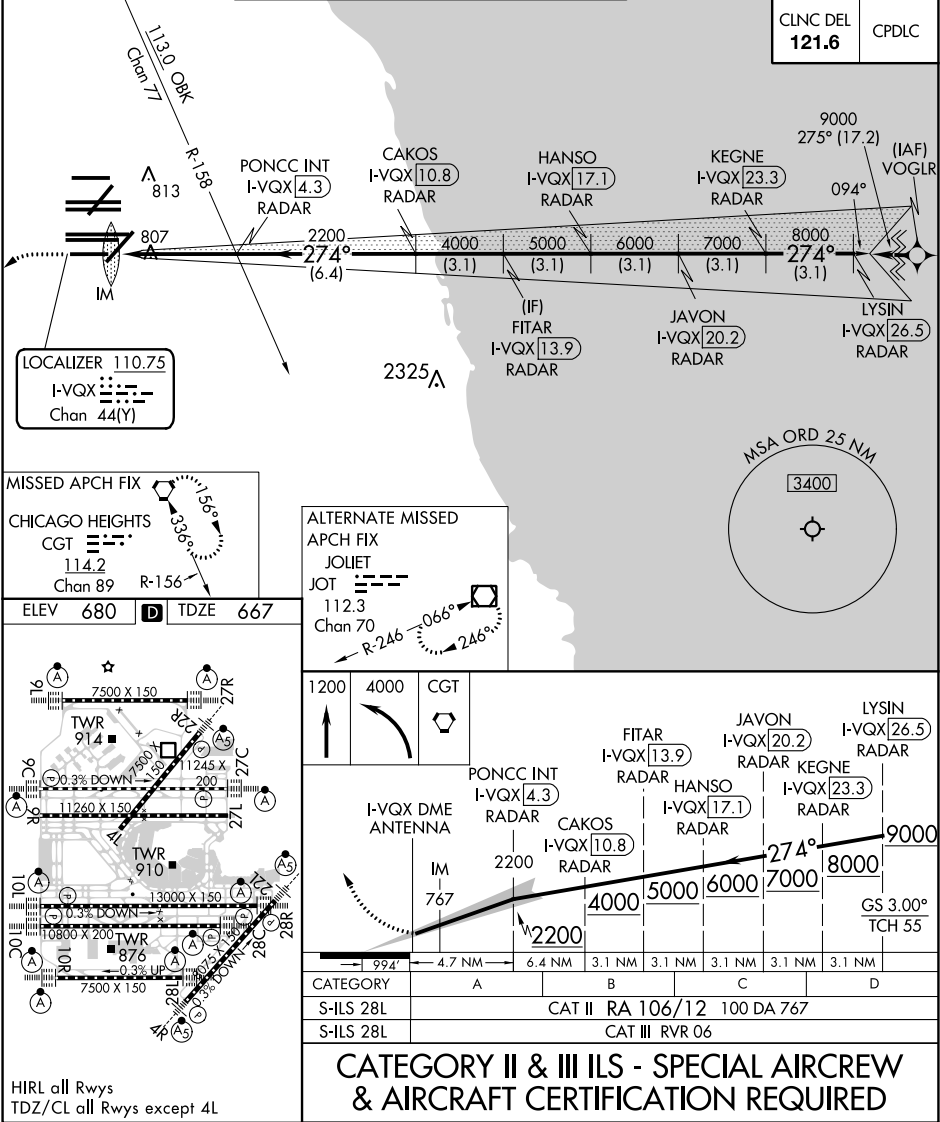 CLNC DEL
121.6
CPDLC
113.0 OBK
Chan 77
R-158
813
807
IM
PONCC INT
I-VQX 4.3
RADAR
CAKOS
I-VQX 10.8
RADAR
HANSO
I-VQX 17.1
RADAR
KEGNE
I-VQX 23.3
RADAR
9000
275° (17.2)
094°
(IAF)
VOGLR
2200
274°
(6.4)
4000
(3.1)
5000
(3.1)
6000
(3.1)
7000
(3.1)
8000
274°
(3.1)
(IF)
FITAR
I-VQX 13.9
RADAR
JAVON
I-VQX 20.2
RADAR
LYSIN
I-VQX 26.5
RADAR
LOCALIZER 110.75
I-VQX
Chan 44(Y)
2325
MSA ORD 25 NM
3400
MISSED APCH FIX
CHICAGO HEIGHTS
CGT
114.2
Chan 89
R-156
156°
336°
ALTERNATE MISSED
APCH FIX
JOLIET
JOT
112.3
Chan 70
R-246
066°
246°
ELEV 680 D TDZE 667
9L
7500 X 150
27R
TWR
914
22R
7500 X
150
A5
P
11245 X
200
27C
9C
P
0.3% DOWN
P
9R
11260 X 150
27L
4L
TWR
910
10L
13000 X 150
0.3% DOWN
22L
A5
28R
10C
10800 X 200
28C
TWR
876
10R
0.3% UP
7500 X 150
28L
8075 X 150
0.3% DOWN
4R
A5
A
A
A
A
A
A
A
A
A
A
P
P
P
P
P
HIRL all Rwys
TDZ/CL all Rwys except 4L
1200
4000
CGT
I-VQX DME
ANTENNA
IM
767
PONCC INT
I-VQX 4.3
RADAR
2200
2200
CAKOS
I-VQX 10.8
RADAR
FITAR
I-VQX 13.9
RADAR
HANSO
I-VQX 17.1
RADAR
JAVON
I-VQX 20.2
RADAR
KEGNE
I-VQX 23.3
RADAR
LYSIN
I-VQX 26.5
RADAR
274°
4000
5000
6000
7000
8000
9000
GS 3.00°
TCH 55
994'
4.7 NM
6.4 NM
3.1 NM
3.1 NM
3.1 NM
3.1 NM
3.1 NM
CATEGORY A B C D
S-ILS 28L CAT II RA 106/12 100 DA 767
S-ILS 28L CAT III RVR 06
CATEGORY II & III ILS - SPECIAL AIRCREW
& AIRCRAFT CERTIFICATION REQUIRED